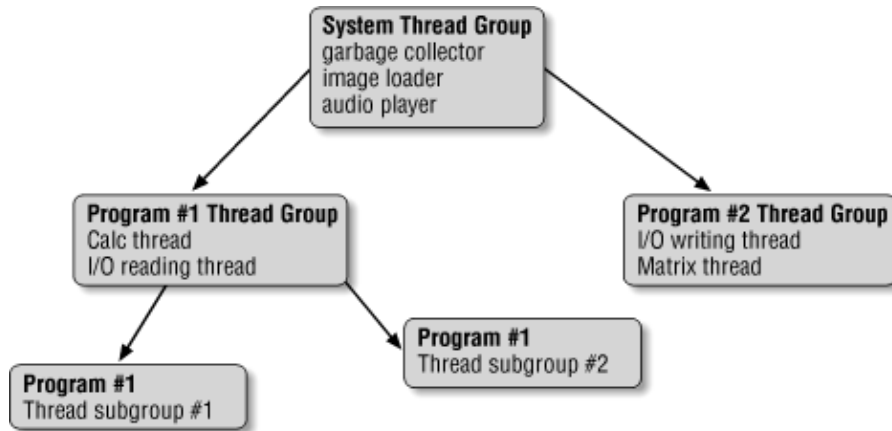 System Thread Group
garbage collector
image loader
audio player
Program #1 Thread Group
Calc thread
I/O reading thread
Program #2 Thread Group
I/O writing thread
Matrix thread
Program #1
Thread subgroup #1
Program #1
Thread subgroup #2